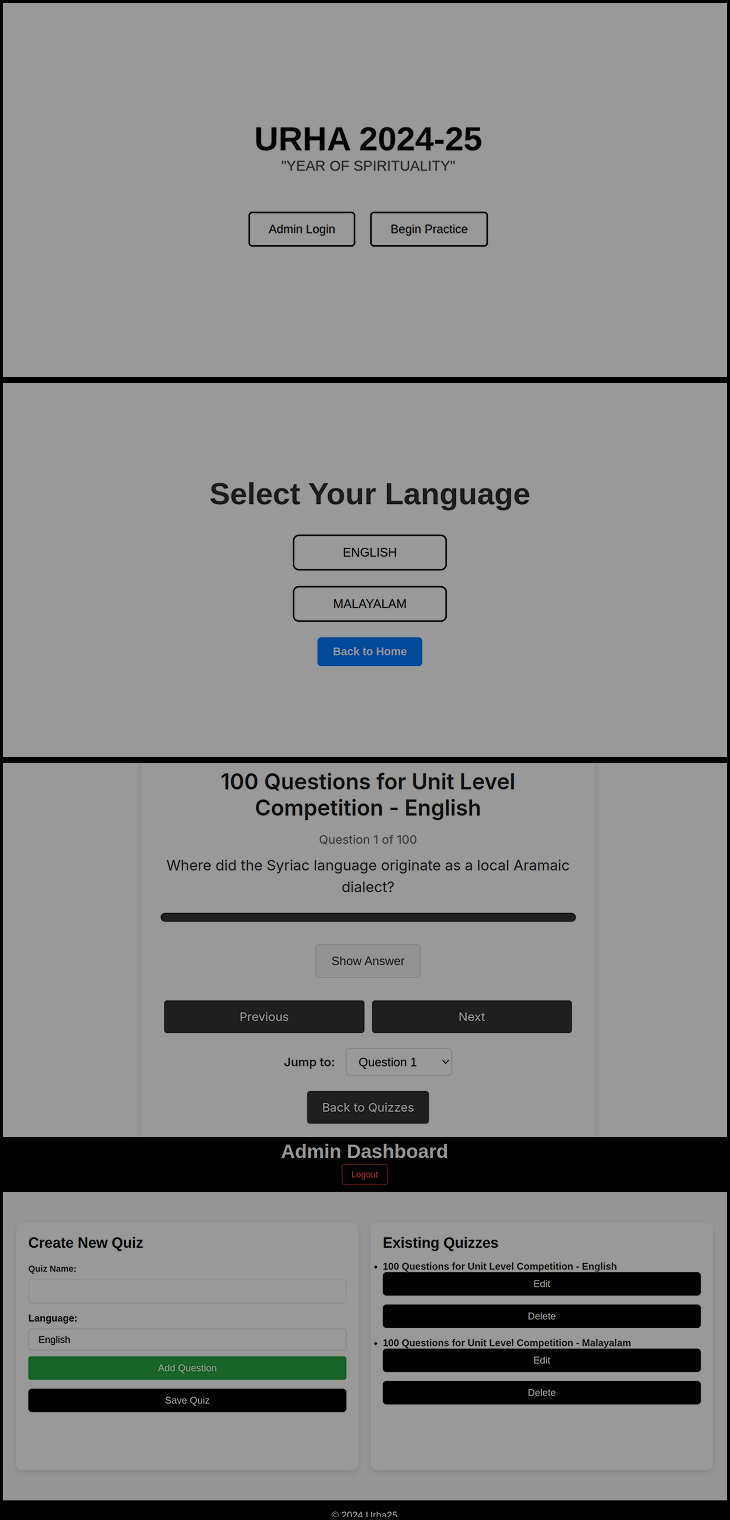 URHA 2024-25
"YEAR OF SPIRITUALITY"
Admin Login
Begin Practice
Select Your Language
ENGLISH
MALAYALAM
Back to Home
100 Questions for Unit Level
Competition - English
Question 1 of 100
Where did the Syriac language originate as a local Aramaic
dialect?
Show Answer
Previous
Next
Jump to:
Question 1
Back to Quizzes
Admin Dashboard
Logout
Create New Quiz
Quiz Name:
Language:
English
Add Question
Save Quiz
Existing Quizzes
100 Questions for Unit Level Competition - English
Edit
Delete
100 Questions for Unit Level Competition - Malayalam
Edit
Delete
© 2024 Urha25